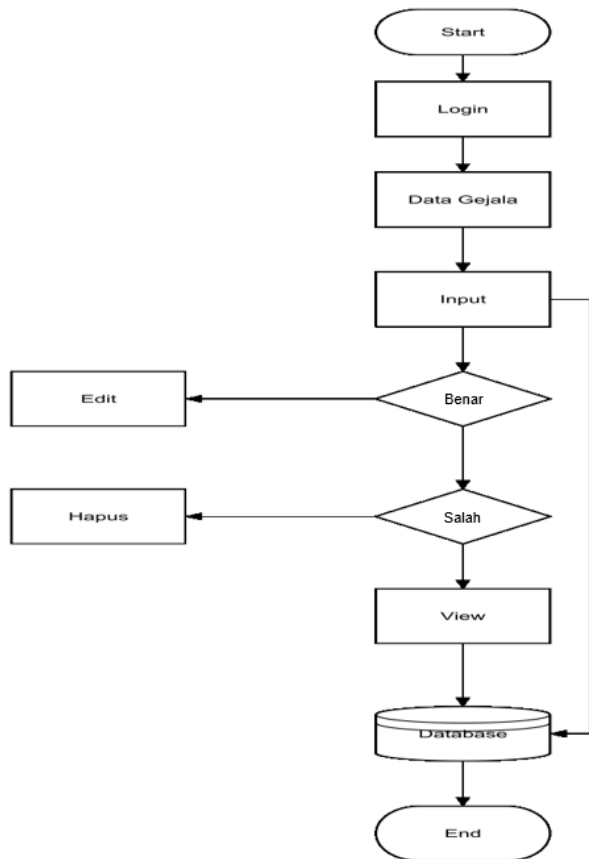 Start
Login
Data Gejala
Input
Edit
Benar
Hapus
Salah
View
Database
End